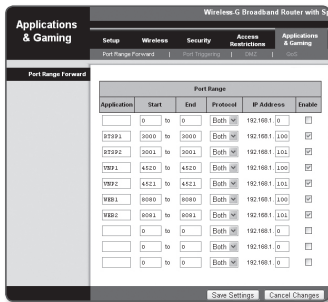 Wireless-G Broadband Router with Sp
Applications & Gaming
Setup Wireless Security Access Restrictions Applications & Gaming
Port Range Forward | Port Triggering | DMZ | QoS
Port Range Forward
Port Range
Application Start End Protocol IP Address Enable
0 to 0 Both 192.168.1. 0
RTSP1 3000 to 3000 Both 192.168.1. 100
RTSP2 3001 to 3001 Both 192.168.1. 101
VNP1 4520 to 4520 Both 192.168.1. 100
VNP2 4521 to 4521 Both 192.168.1. 101
WEB1 8080 to 8080 Both 192.168.1. 100
WEB2 8081 to 8081 Both 192.168.1. 101
0 to 0 Both 192.168.1. 0
0 to 0 Both 192.168.1. 0
0 to 0 Both 192.168.1. 0
Save Settings Cancel Changes